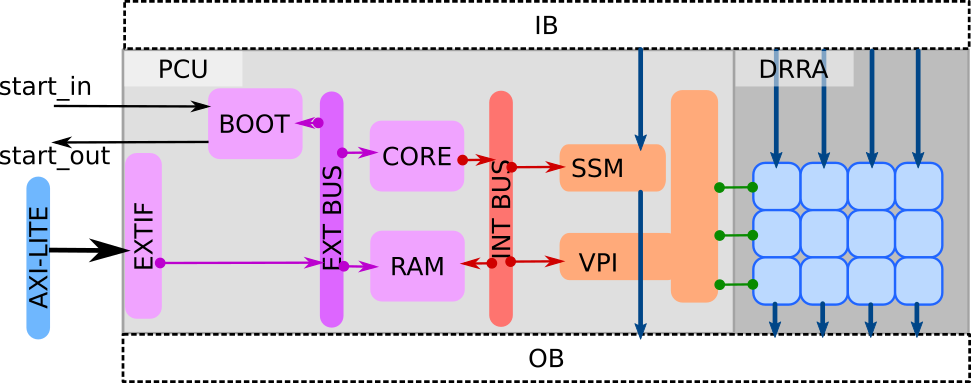 IB
PCU
DRRA
start_in
BOOT
start_out
CORE
SSM
AXI-LITE
EXTIF
EXT BUS
INT BUS
RAM
VPI
OB